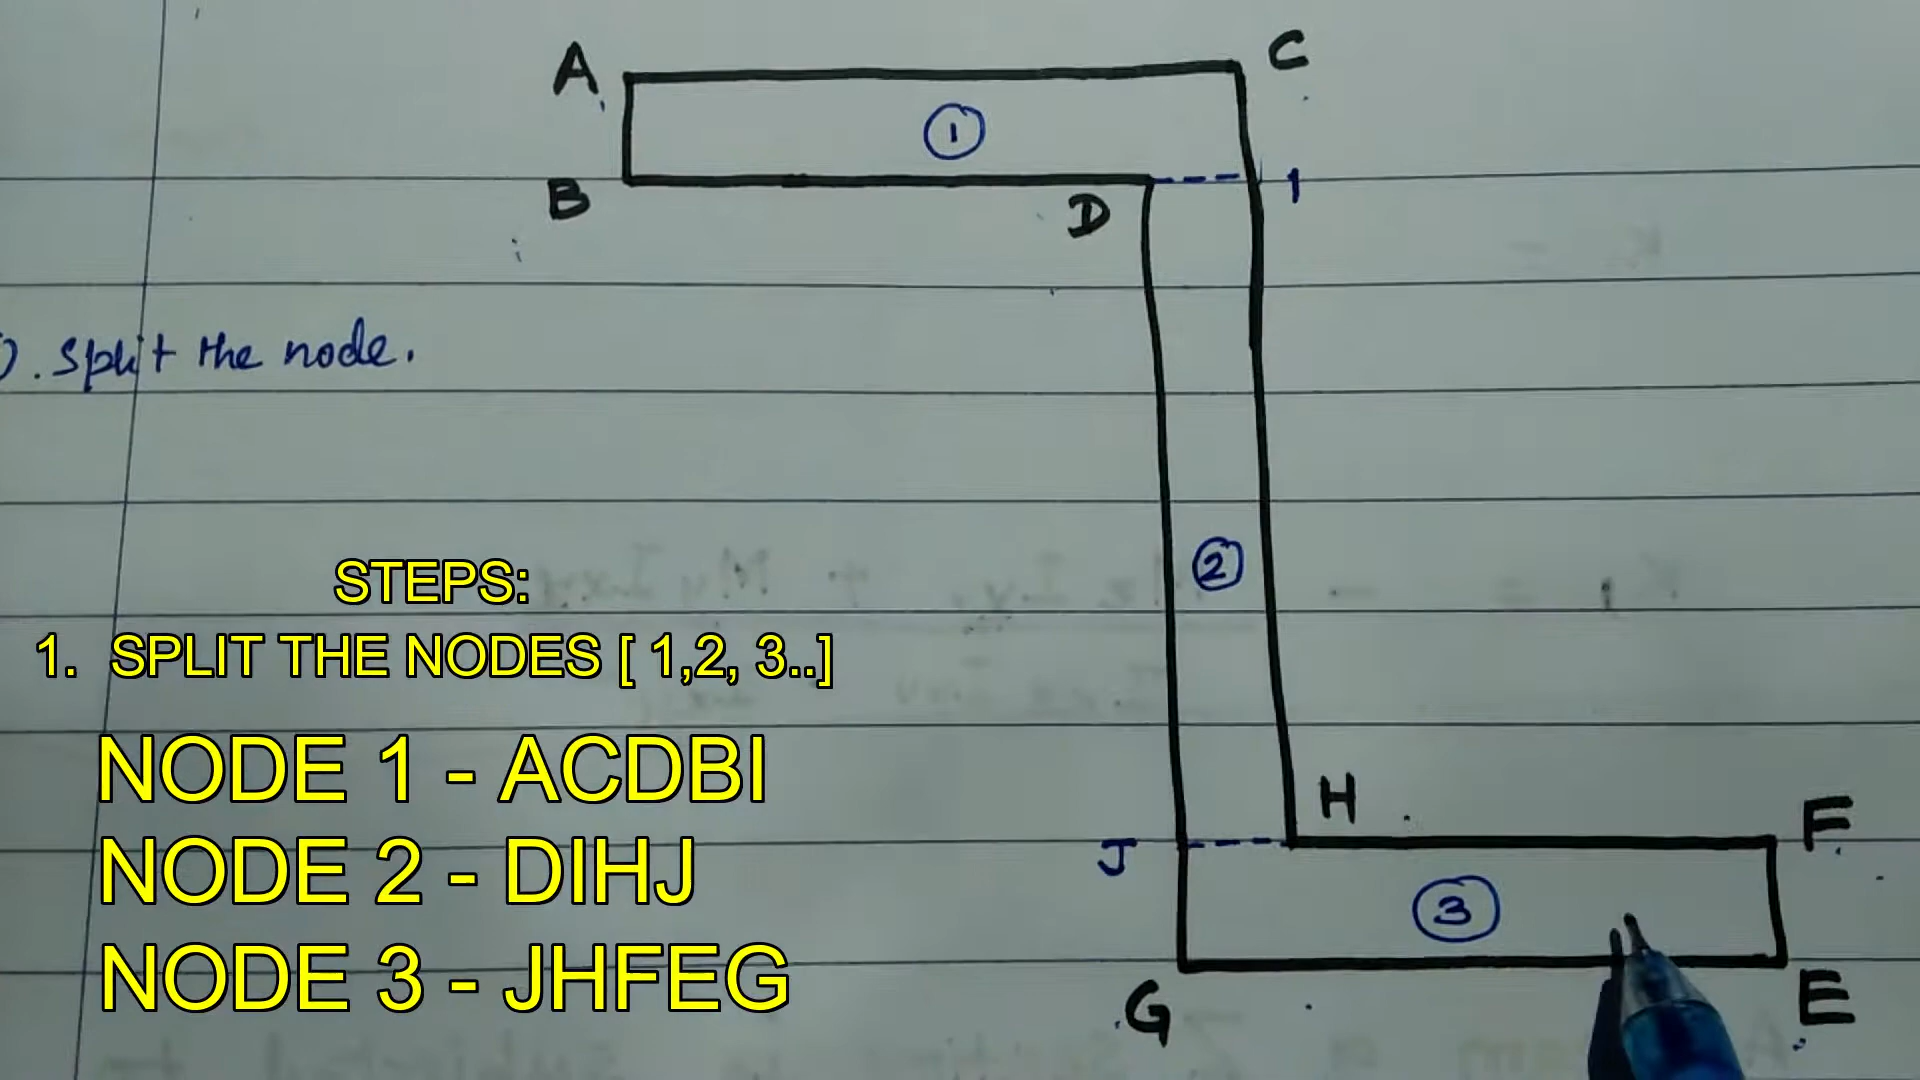 A
C
①
B
D
1
). Split the node.
②
STEPS:
1. SPLIT THE NODES [ 1,2, 3..]
NODE 1 - ACDBI
H
F
J
NODE 2 - DIHJ
③
NODE 3 - JHFEG
G
E